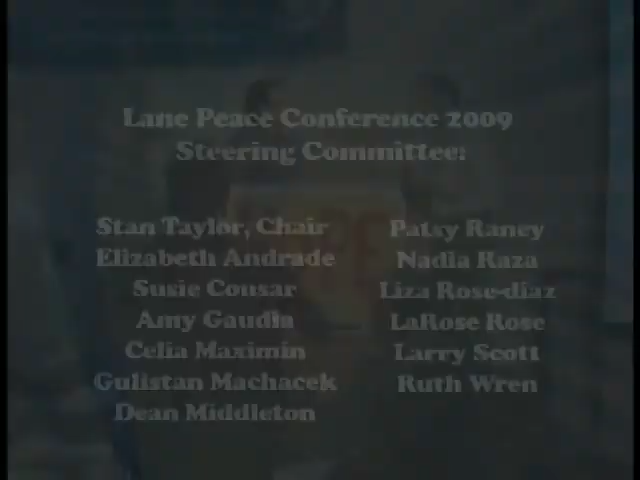 Lane Peace Conference 2009
Steering Committee:
Stan Taylor, Chair
Elizabeth Andrade
Susie Cousar
Amy Gaudia
Celia Maximin
Gulistan Machacek
Dean Middleton
Patsy Raney
Nadia Raza
Liza Rose-diaz
LaRose Rose
Larry Scott
Ruth Wren